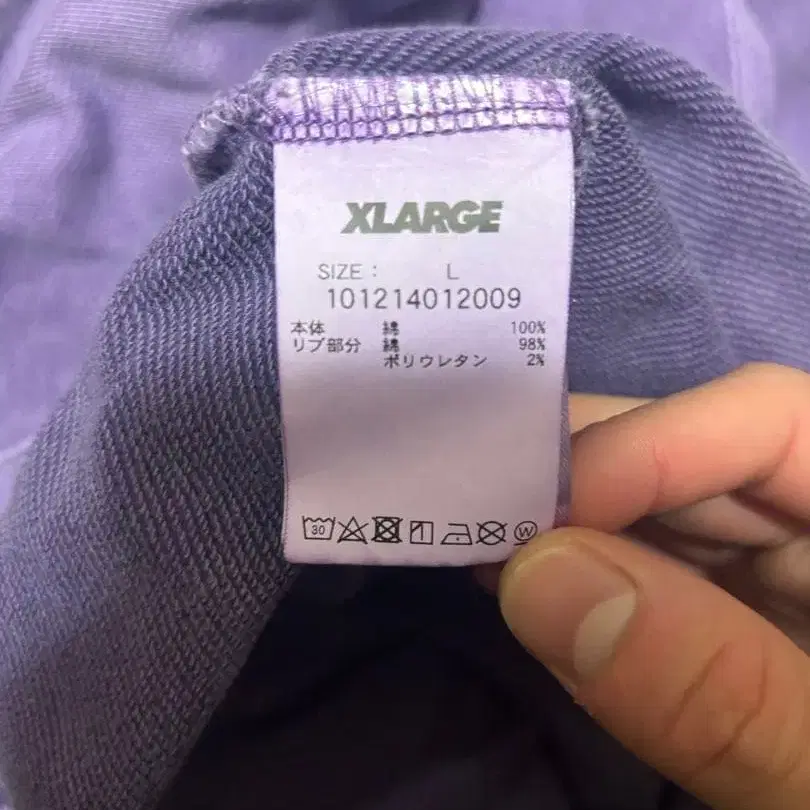 XLARGE
SIZE: L
101214012009
本体 綿 100%
リブ部分 綿 98%
ポリウレタン 2%
30 W